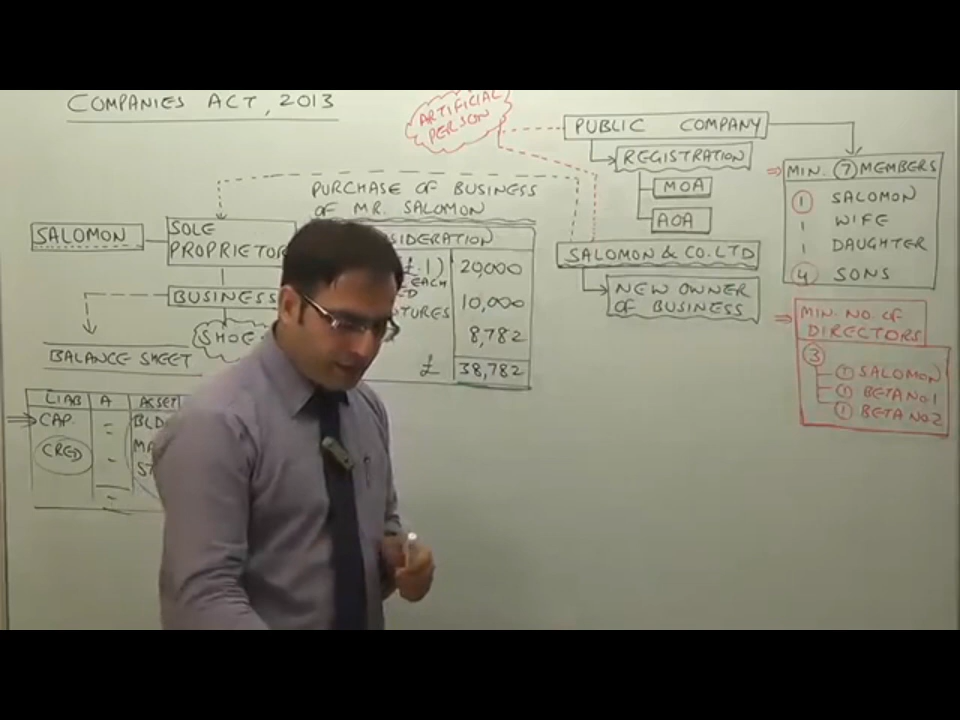 COMPANIES ACT, 2013
ARTIFICIAL
PERSON
PUBLIC COMPANY
REGISTRATION
MOA
AOA
SALOMON & CO. LTD
NEW OWNER
OF BUSINESS
MIN. 7 MEMBERS
1 SALOMON
1 WIFE
1 DAUGHTER
4 SONS
MIN. NO. OF
DIRECTORS
3
1 SALOMON
1 BETA NO 1
1 BETA NO 2
PURCHASE OF BUSINESS
OF MR. SALOMON
20,000
EACH
10,000
8,782
£ 38,782
SALOMON
SOLE
PROPRIETOR
BUSINESS
BALANCE SHEET
LIAB A ASSET
CAP.
CRED